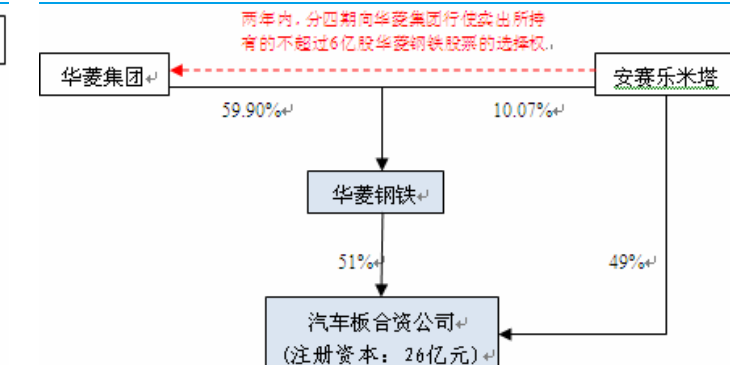 两年内，分四期向华菱集团行使卖出所持
有的不超过6亿股华菱钢铁股票的选择权.
华菱集团
安赛乐米塔
59.90%
10.07%
华菱钢铁
51%
49%
汽车板合资公司
(注册资本：26亿元)